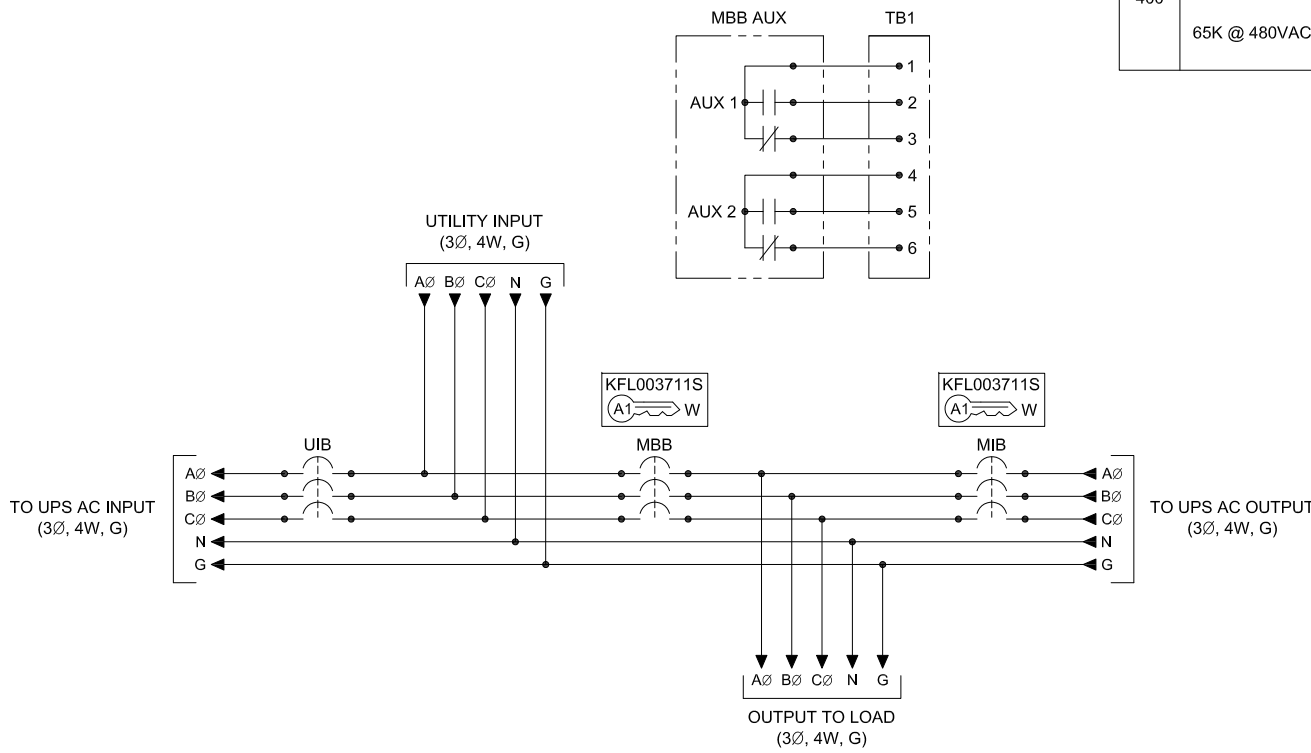 MBB AUX
TB1
65K @ 480VAC
1
AUX 1
2
3
4
AUX 2
5
6
UTILITY INPUT
(3Ø, 4W, G)
AØ BØ CØ N G
KFL003711S
A1 W
KFL003711S
A1 W
UIB
MBB
MIB
TO UPS AC INPUT
(3Ø, 4W, G)
AØ
BØ
CØ
N
G
AØ
BØ
CØ
N
G
TO UPS AC OUTPUT
(3Ø, 4W, G)
AØ BØ CØ N G
OUTPUT TO LOAD
(3Ø, 4W, G)